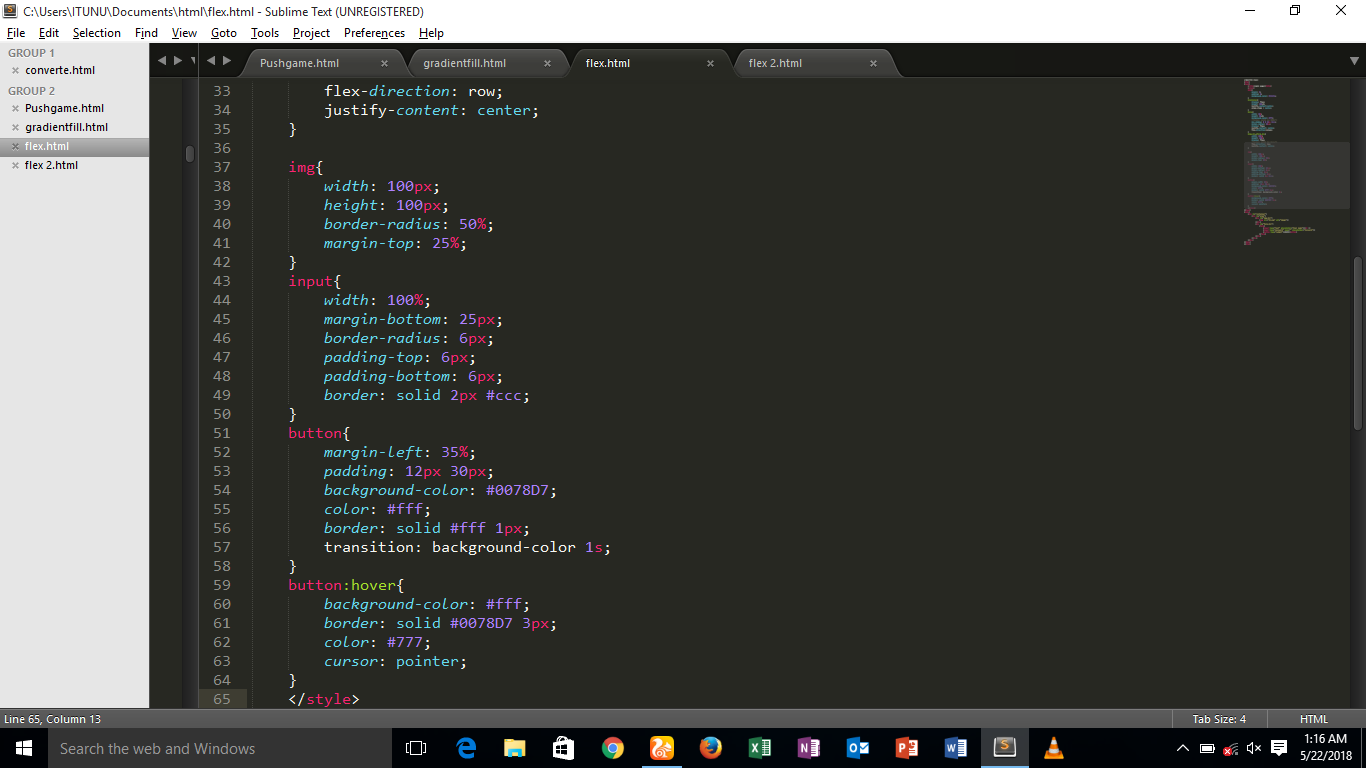 C:\Users\ITUNU\Documents\html\flex.html - Sublime Text (UNREGISTERED)
File Edit Selection Find View Goto Tools Project Preferences Help
GROUP 1
converte.html
GROUP 2
Pushgame.html
gradientfill.html
flex.html
flex 2.html
Pushgame.html gradientfill.html flex.html flex 2.html
33 flex-direction: row;
34 justify-content: center;
35 }
36
37 img{
38 width: 100px;
39 height: 100px;
40 border-radius: 50%;
41 margin-top: 25%;
42 }
43 input{
44 width: 100%;
45 margin-bottom: 25px;
46 border-radius: 6px;
47 padding-top: 6px;
48 padding-bottom: 6px;
49 border: solid 2px #ccc;
50 }
51 button{
52 margin-left: 35%;
53 padding: 12px 30px;
54 background-color: #0078D7;
55 color: #fff;
56 border: solid #fff 1px;
57 transition: background-color 1s;
58 }
59 button:hover{
60 background-color: #fff;
61 border: solid #0078D7 3px;
62 color: #777;
63 cursor: pointer;
64 }
65 </style>
Line 65, Column 13 Tab Size: 4 HTML
Search the web and Windows
1:16 AM
5/22/2018